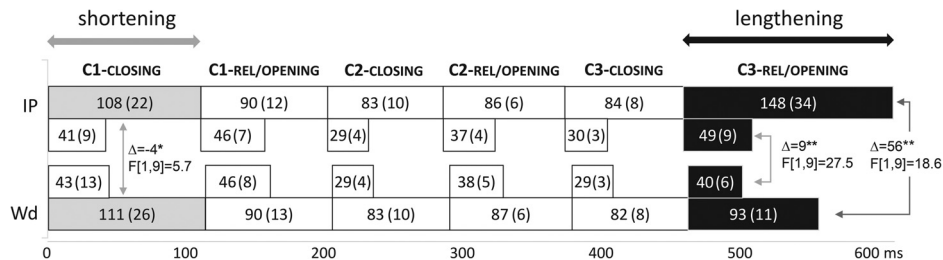 shortening lengthening
C1-CLOSING C1-REL/OPENING C2-CLOSING C2-REL/OPENING C3-CLOSING C3-REL/OPENING
IP 108 (22) 90 (12) 83 (10) 86 (6) 84 (8) 148 (34)
41 (9) 46 (7) 29(4) 37(4) 30(3) 49 (9)
Δ=-4* Δ=9** Δ=56**
F[1,9]=5.7 F[1,9]=27.5 F[1,9]=18.6
43 (13) 46(8) 29(4) 38(5) 29(3) 40(6)
Wd 111 (26) 90 (13) 83 (10) 87 (6) 82 (8) 93 (11)
0 100 200 300 400 500 600 ms